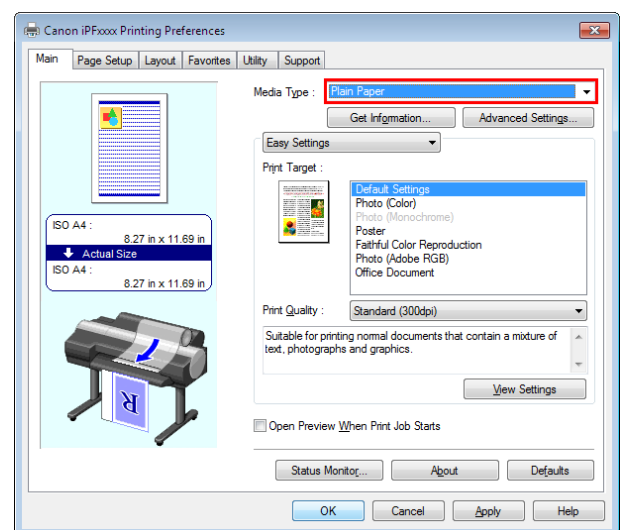 Canon iPFxxxx Printing Preferences
Main Page Setup Layout Favorites Utility Support
Media Type : Plain Paper
Get Information... Advanced Settings...
Easy Settings
Print Target :
Default Settings
Photo (Color)
Photo (Monochrome)
Poster
Faithful Color Reproduction
Photo (Adobe RGB)
Office Document
ISO A4 :
8.27 in x 11.69 in
Actual Size
ISO A4 :
8.27 in x 11.69 in
Print Quality : Standard (300dpi)
Suitable for printing normal documents that contain a mixture of
text, photographs and graphics.
View Settings
R
Open Preview When Print Job Starts
Status Monitor... About Defaults
OK Cancel Apply Help